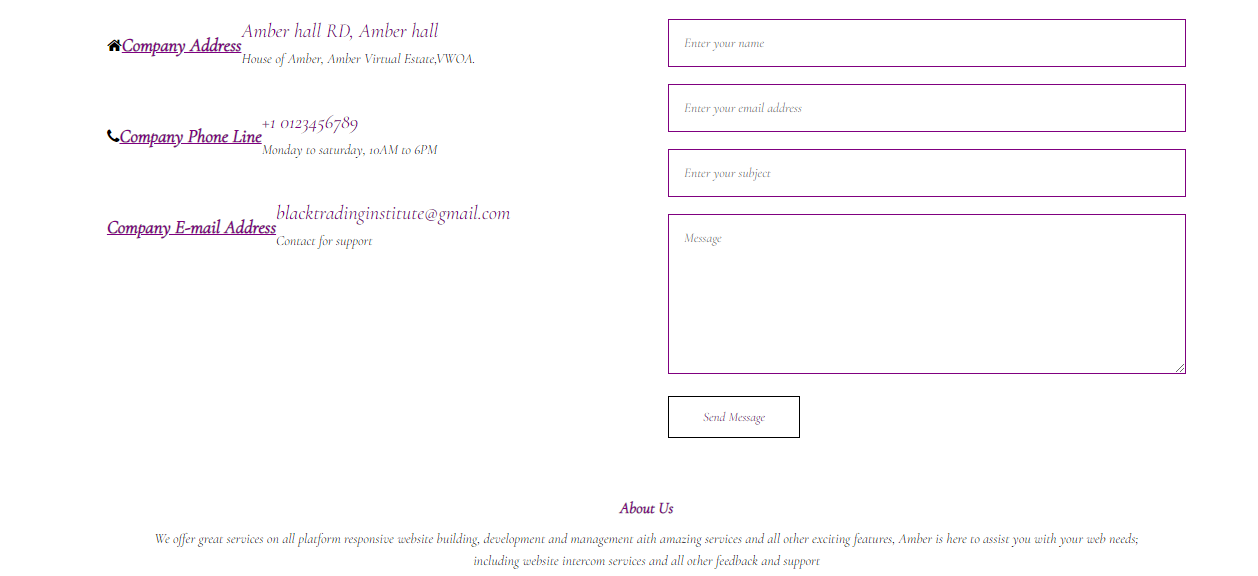 Company Address
Amber hall RD, Amber hall
House of Amber, Amber Virtual Estate,VWOA.
Company Phone Line
+1 0123456789
Monday to saturday, 10AM to 6PM
Company E-mail Address
blacktradinginstitute@gmail.com
Contact for support
Enter your name
Enter your email address
Enter your subject
Message
Send Message
About Us
We offer great services on all platform responsive website building, development and management aith amazing services and all other exciting features, Amber is here to assist you with your web needs;
including website intercom services and all other feedback and support